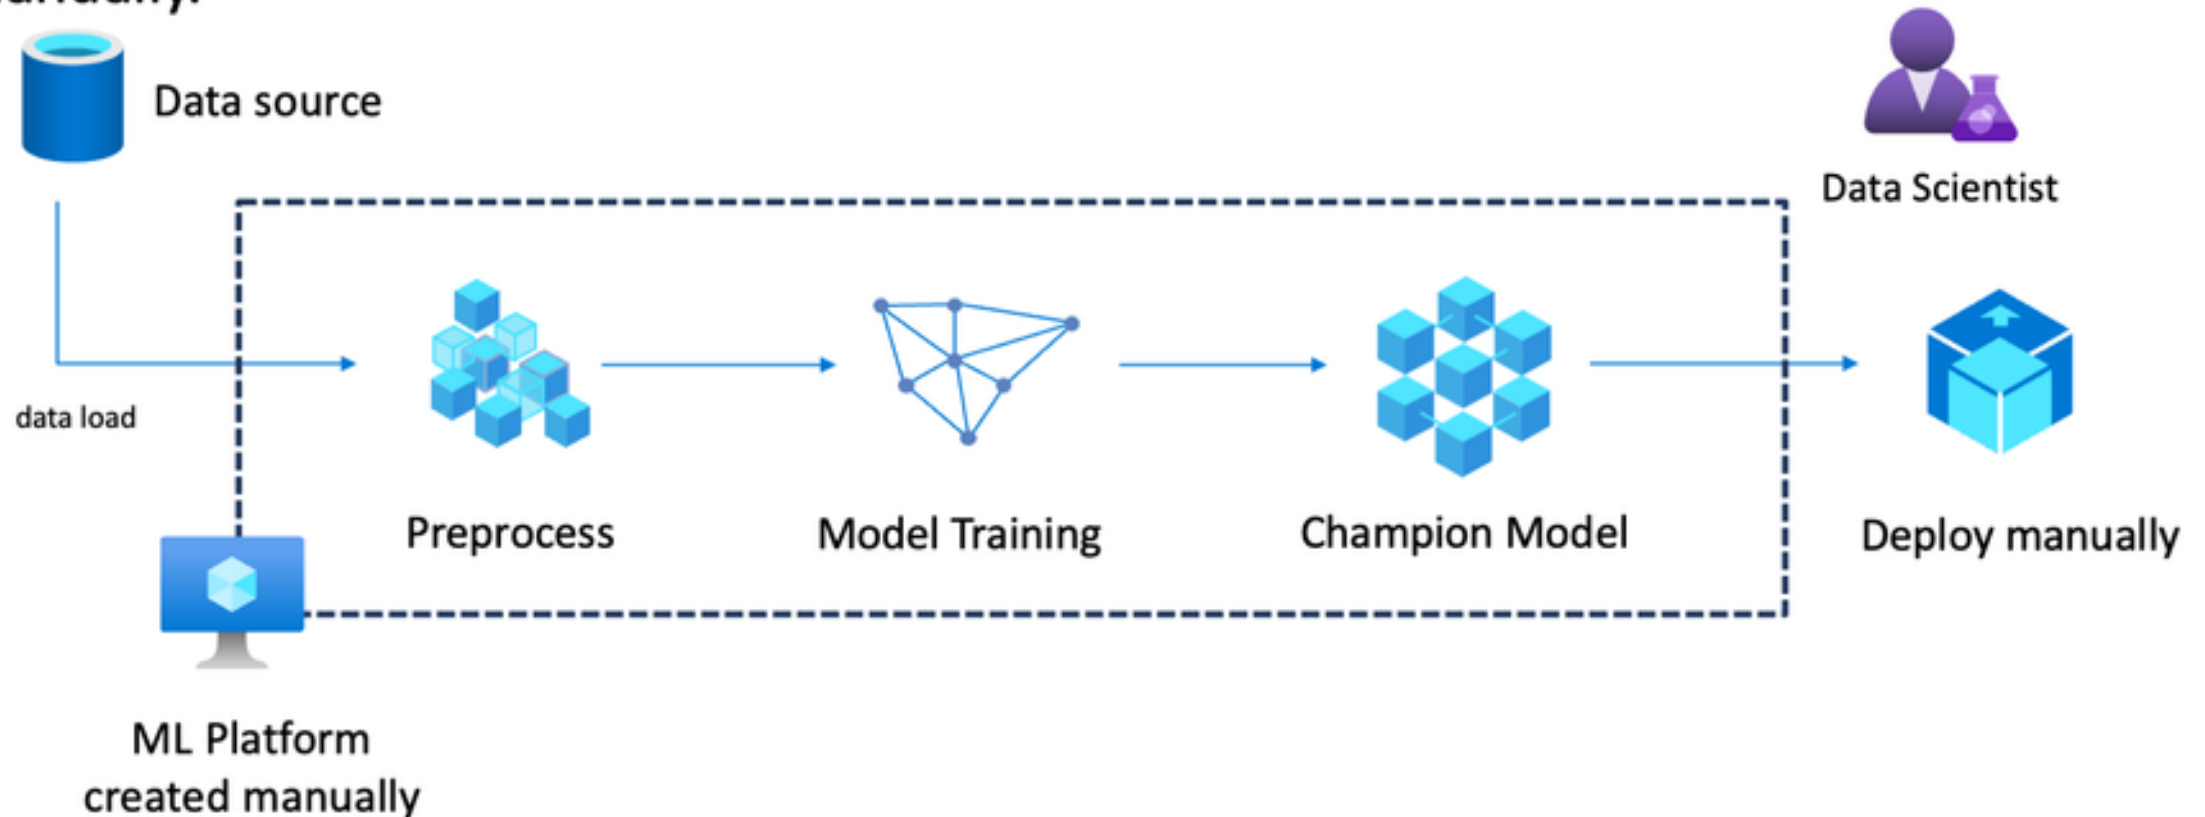 Data source
Data Scientist
data load
Preprocess
Model Training
Champion Model
Deploy manually
ML Platform
created manually